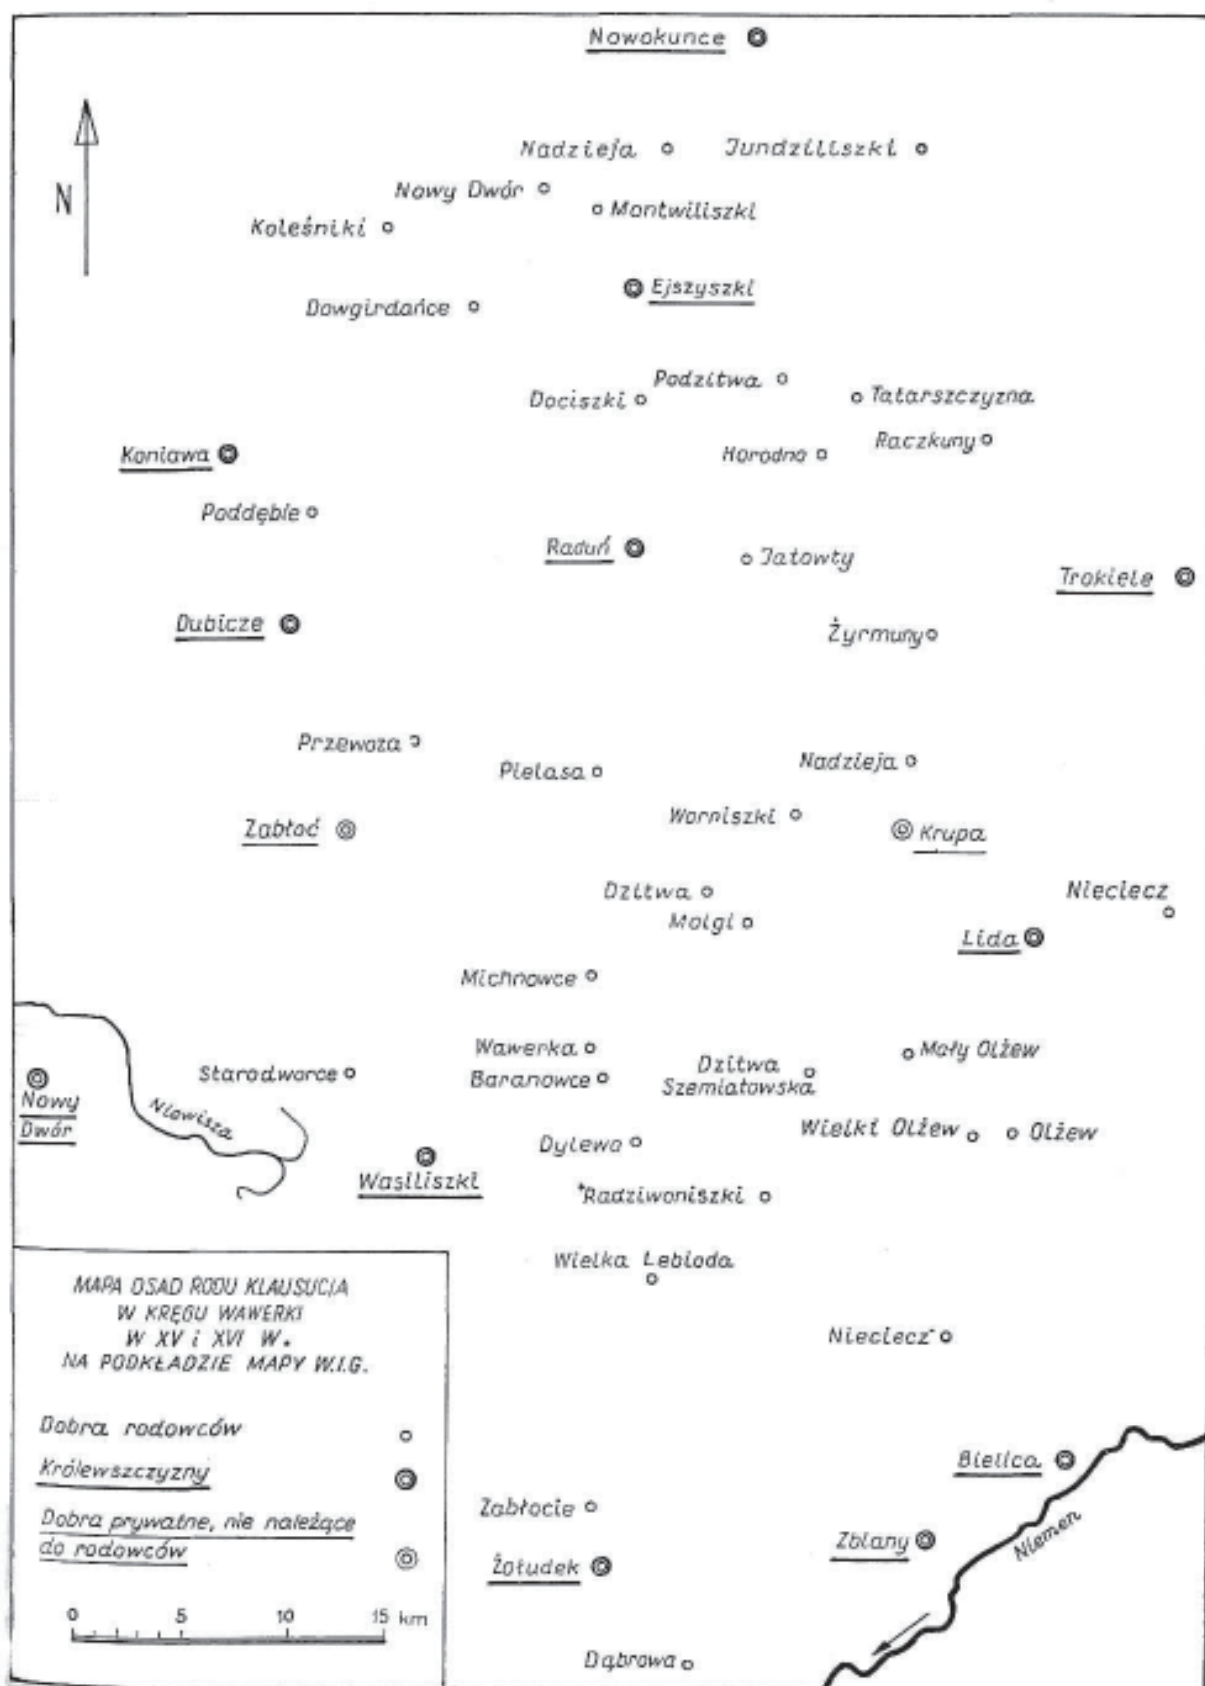 Nowokunce
Nadzieja
Jundziliszki
Nowy Dwór
Montwiliszki
Koleśniki
Ejszyszki
Dowgirdańce
Podzitwa
Dociszki
Tatarszczyzna
Raczkuny
Koniawa
Horodno
Poddębie
Raduń
Jatowty
Trokiele
Dubicze
Żyrmuny
Przewoza
Pielasa
Nadzieja
Worniszki
Zabłoć
Krupa
Dzitwa
Nieciecz
Molgi
Lida
Michnowce
Wawerka
Mały Olżew
Starodworce
Baranowce
Dzitwa
Szemiatowska
Nowy
Dwór
Niewisza
Wielki Olżew
Olżew
Dylewo
Wasiliszki
Radziwoniszki
Wielka Lebioda
MAPA OSAD RODU KLAUSUCIA
W KRĘGU WAWERKI
W XV i XVI W.
NA PODKŁADZIE MAPY W.I.G.
Nieciecz
Dobra rodowców
Królewszczyzny
Dobra prywatne, nie należące
do rodowców
0 5 10 15 km
Bielica
Zabłocie
Zblany
Niemen
Żołudek
Dąbrowa
N